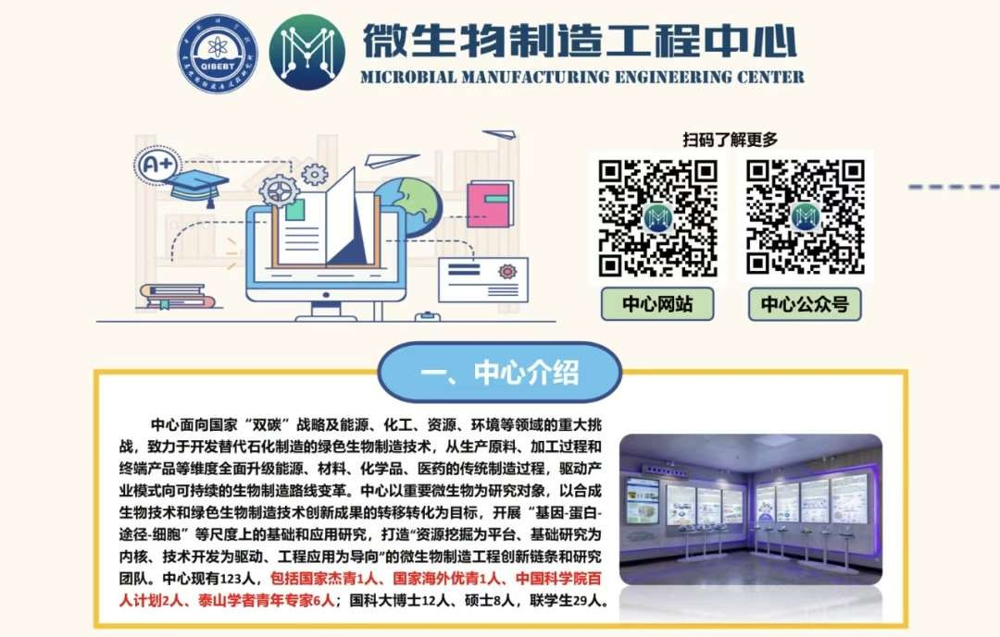 QIBEBT
微生物制造工程中心
MICROBIAL MANUFACTURING ENGINEERING CENTER
A+
扫码了解更多
中心网站
中心公众号
一、中心介绍
中心面向国家“双碳”战略及能源、化工、资源、环境等领域的重大挑
战，致力于开发替代石化制造的绿色生物制造技术，从生产原料、加工过程和
终端产品等维度全面升级能源、材料、化学品、医药的传统制造过程，驱动产
业模式向可持续的生物制造路线变革。中心以重要微生物为研究对象，以合成
生物技术和绿色生物制造技术创新成果的转移转化为目标，开展“基因-蛋白-
途径-细胞”等尺度上的基础和应用研究，打造“资源挖掘为平台、基础研究为
内核、技术开发为驱动、工程应用为导向”的微生物制造工程创新链条和研究
团队。中心现有123人，包括国家杰青1人、国家海外优青1人、中国科学院百
人计划2人、泰山学者青年专家6人；国科大博士12人、硕士8人，联学生29人。